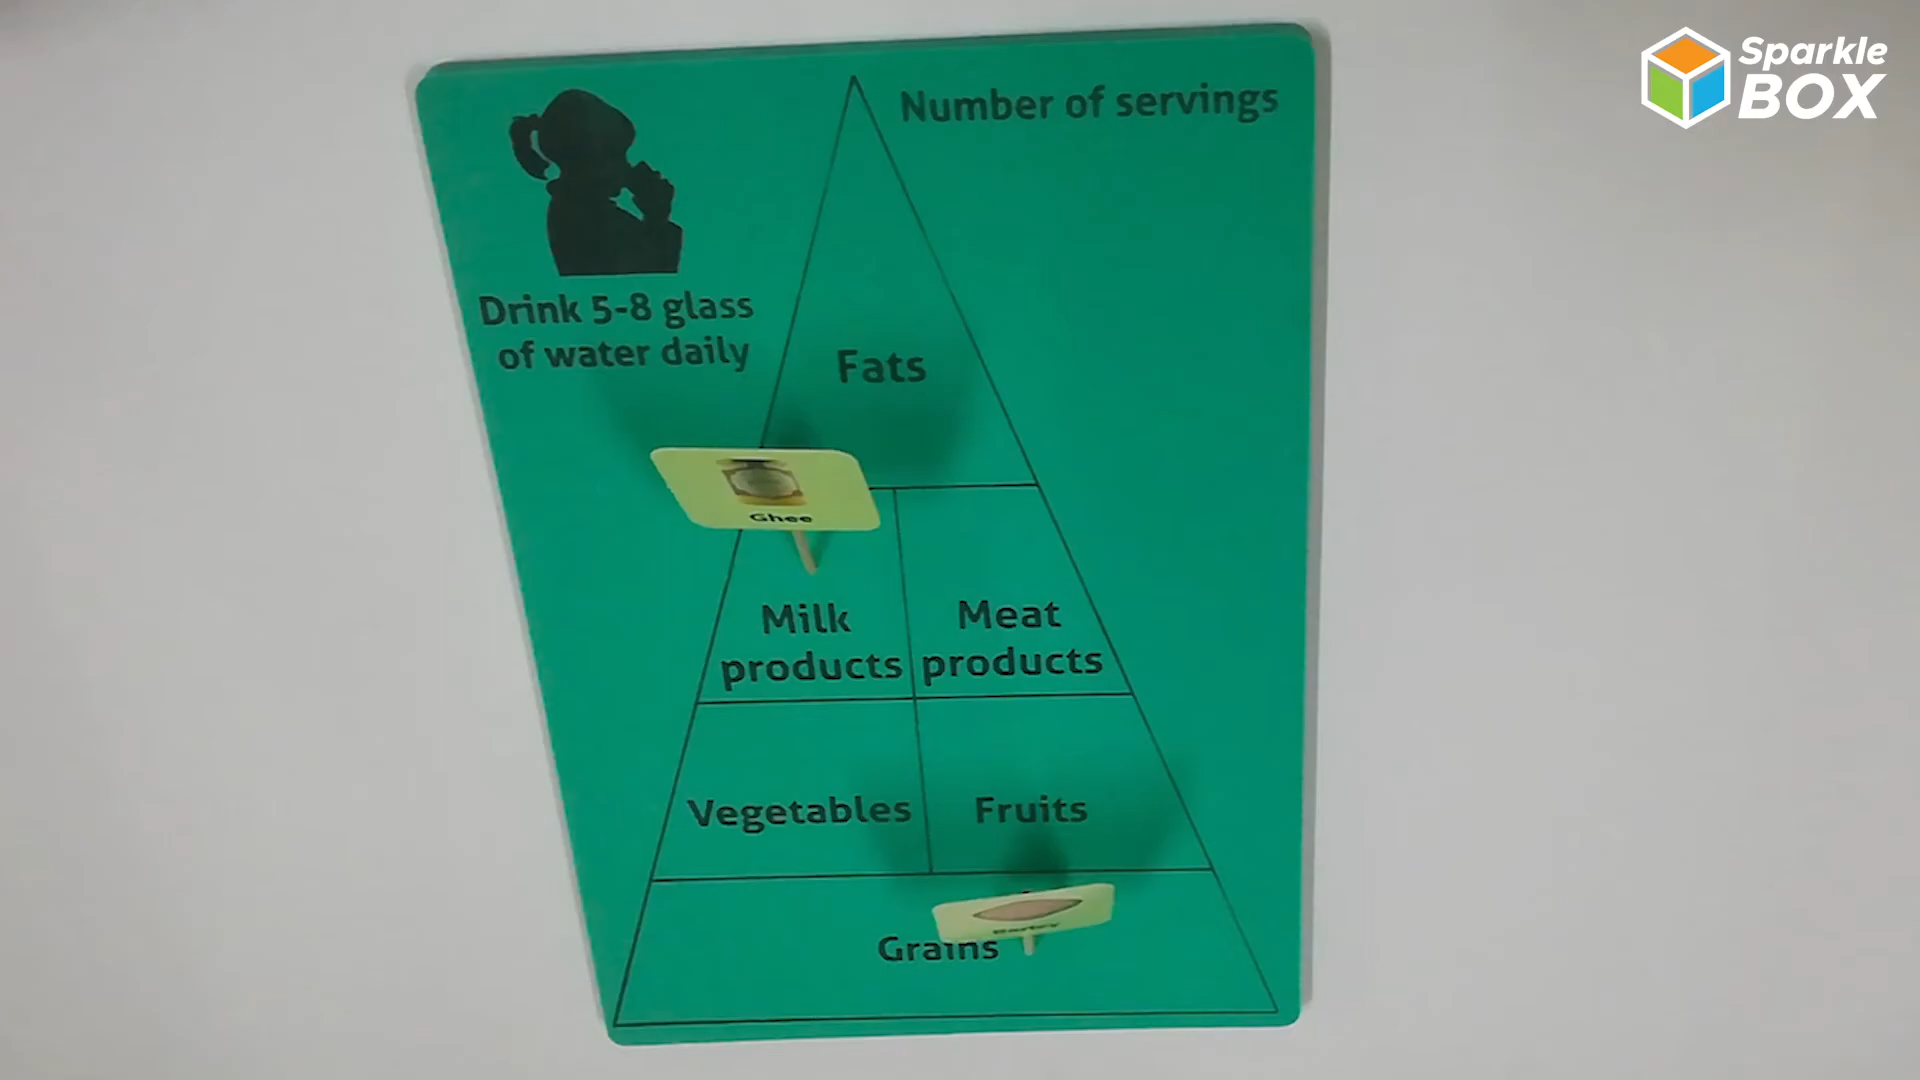 Sparkle
BOX
Number of servings
Drink 5-8 glass
of water daily
Fats
Ghee
Milk
products
Meat
products
Vegetables
Fruits
Barley
Grains